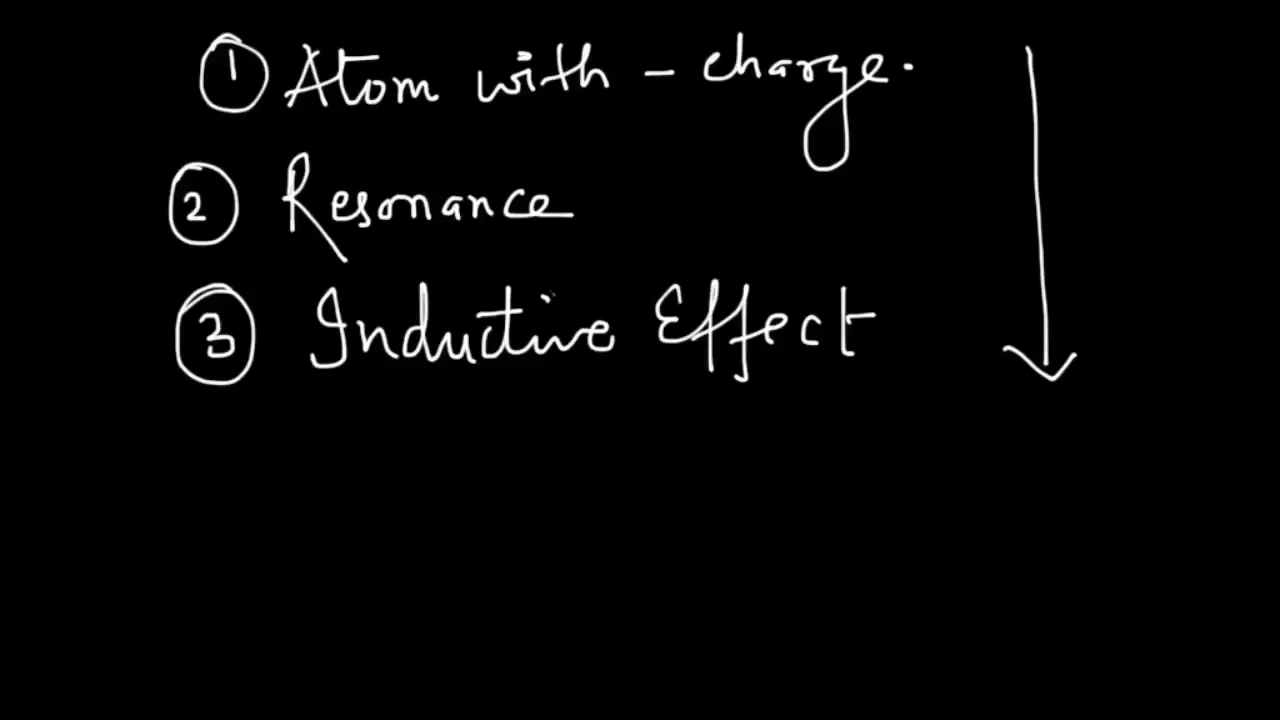 ① Atom with - charge.
② Resonance
③ Inductive Effect